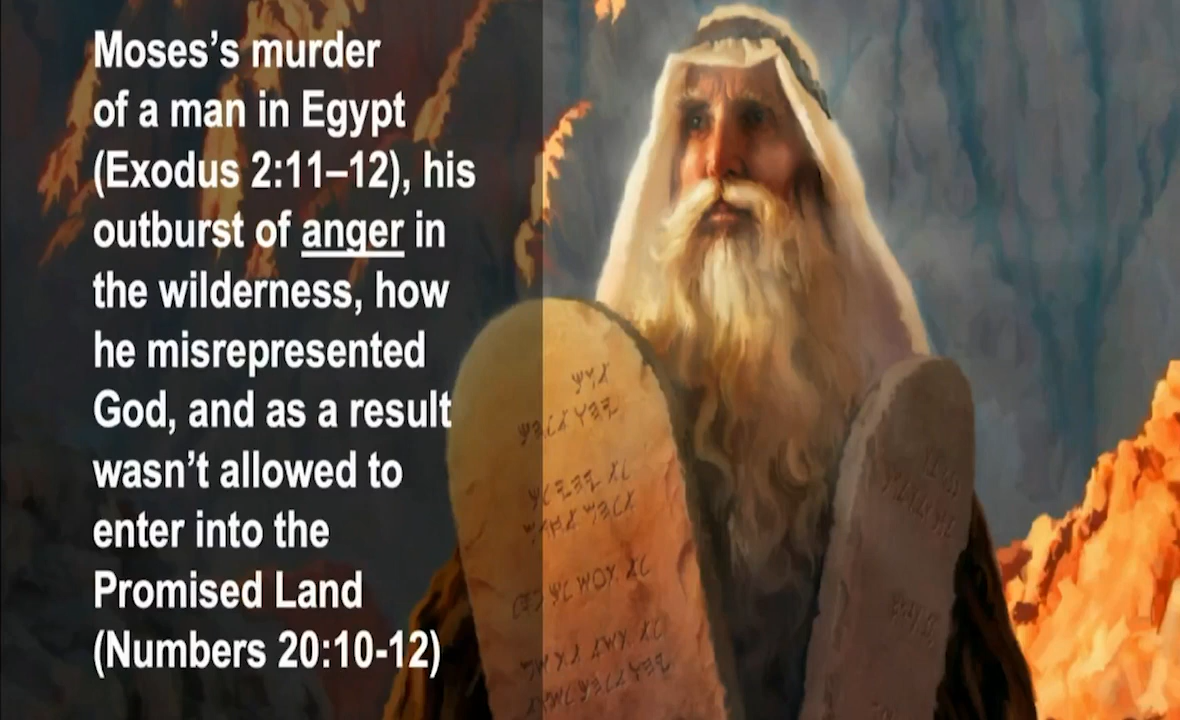 Moses’s murder
of a man in Egypt
(Exodus 2:11–12), his
outburst of anger in
the wilderness, how
he misrepresented
God, and as a result
wasn’t allowed to
enter into the
Promised Land
(Numbers 20:10-12)